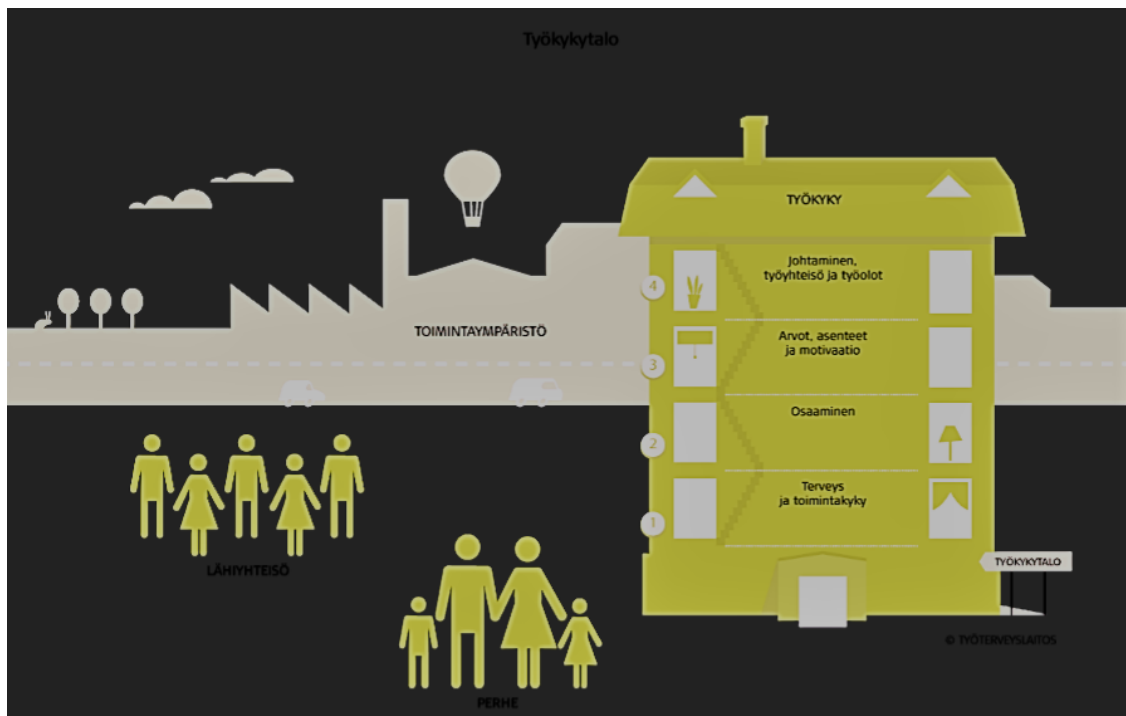 Työkykytalo
TYÖKYKY
4
Johtaminen,
työyhteisö ja työolot
TOIMINTAYMPÄRISTÖ
3
Arvot, asenteet
ja motivaatio
2
Osaaminen
1
Terveys
ja toimintakyky
LÄHIYHTEISÖ
TYÖKYKYTALO
© TYÖTERVEYSLAITOS
PERHE